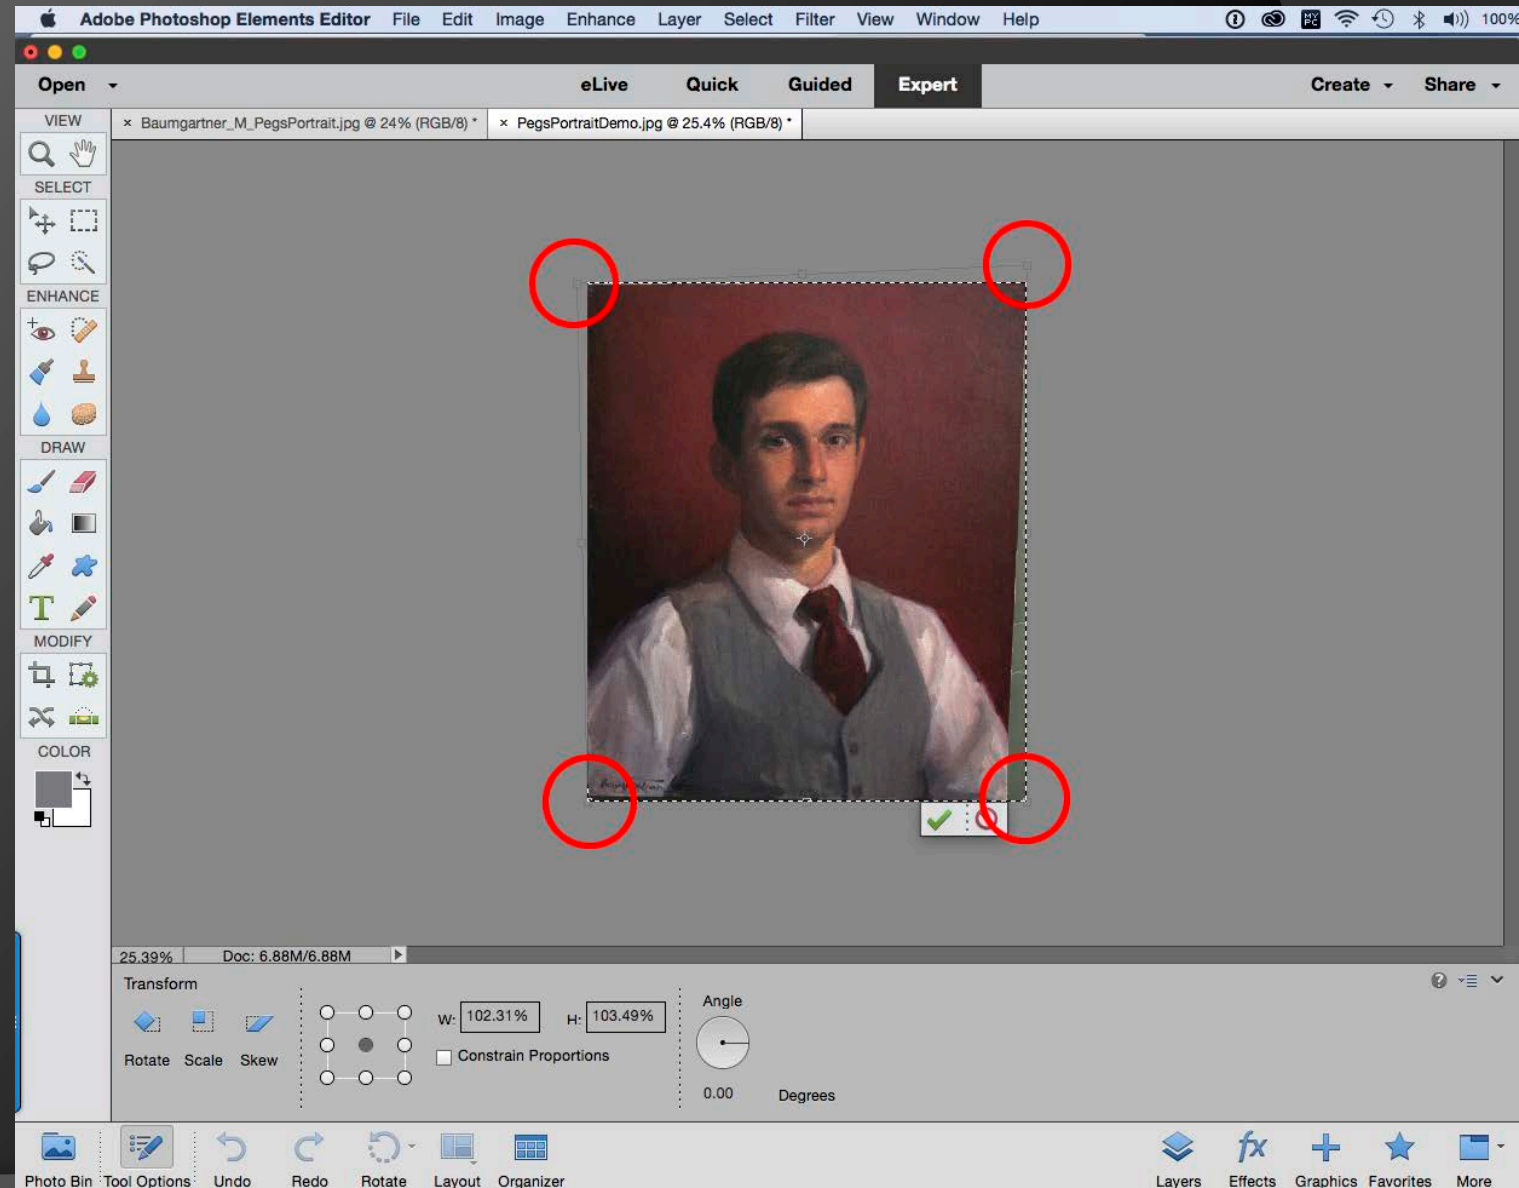 Adobe Photoshop Elements Editor File Edit Image Enhance Layer Select Filter View Window Help MY PC 100%
Open eLive Quick Guided Expert Create Share
VIEW
× Baumgartner_M_PegsPortrait.jpg @ 24% (RGB/8) * × PegsPortraitDemo.jpg @ 25.4% (RGB/8) *
SELECT
ENHANCE
DRAW
T
MODIFY
COLOR
25.39% Doc: 6.88M/6.88M
Transform
Rotate Scale Skew
W: 102.31% H: 103.49%
Constrain Proportions
Angle
0.00 Degrees
Photo Bin Tool Options Undo Redo Rotate Layout Organizer fx Layers Effects Graphics Favorites More